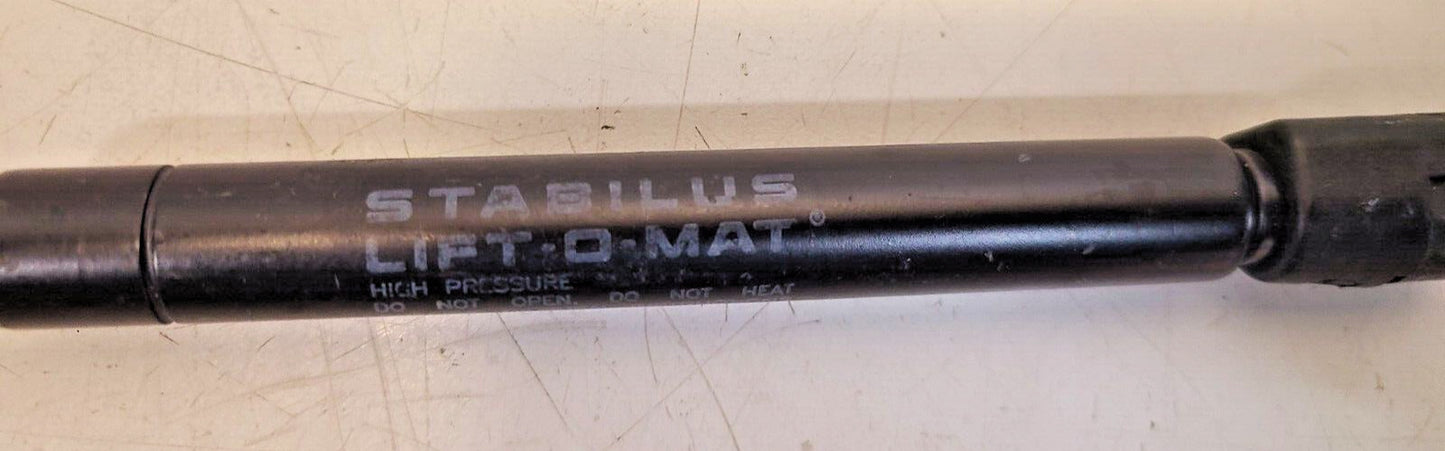 STABILUS
LIFT-O-MAT®
HIGH PRESSURE
DO NOT OPEN. DO NOT HEAT